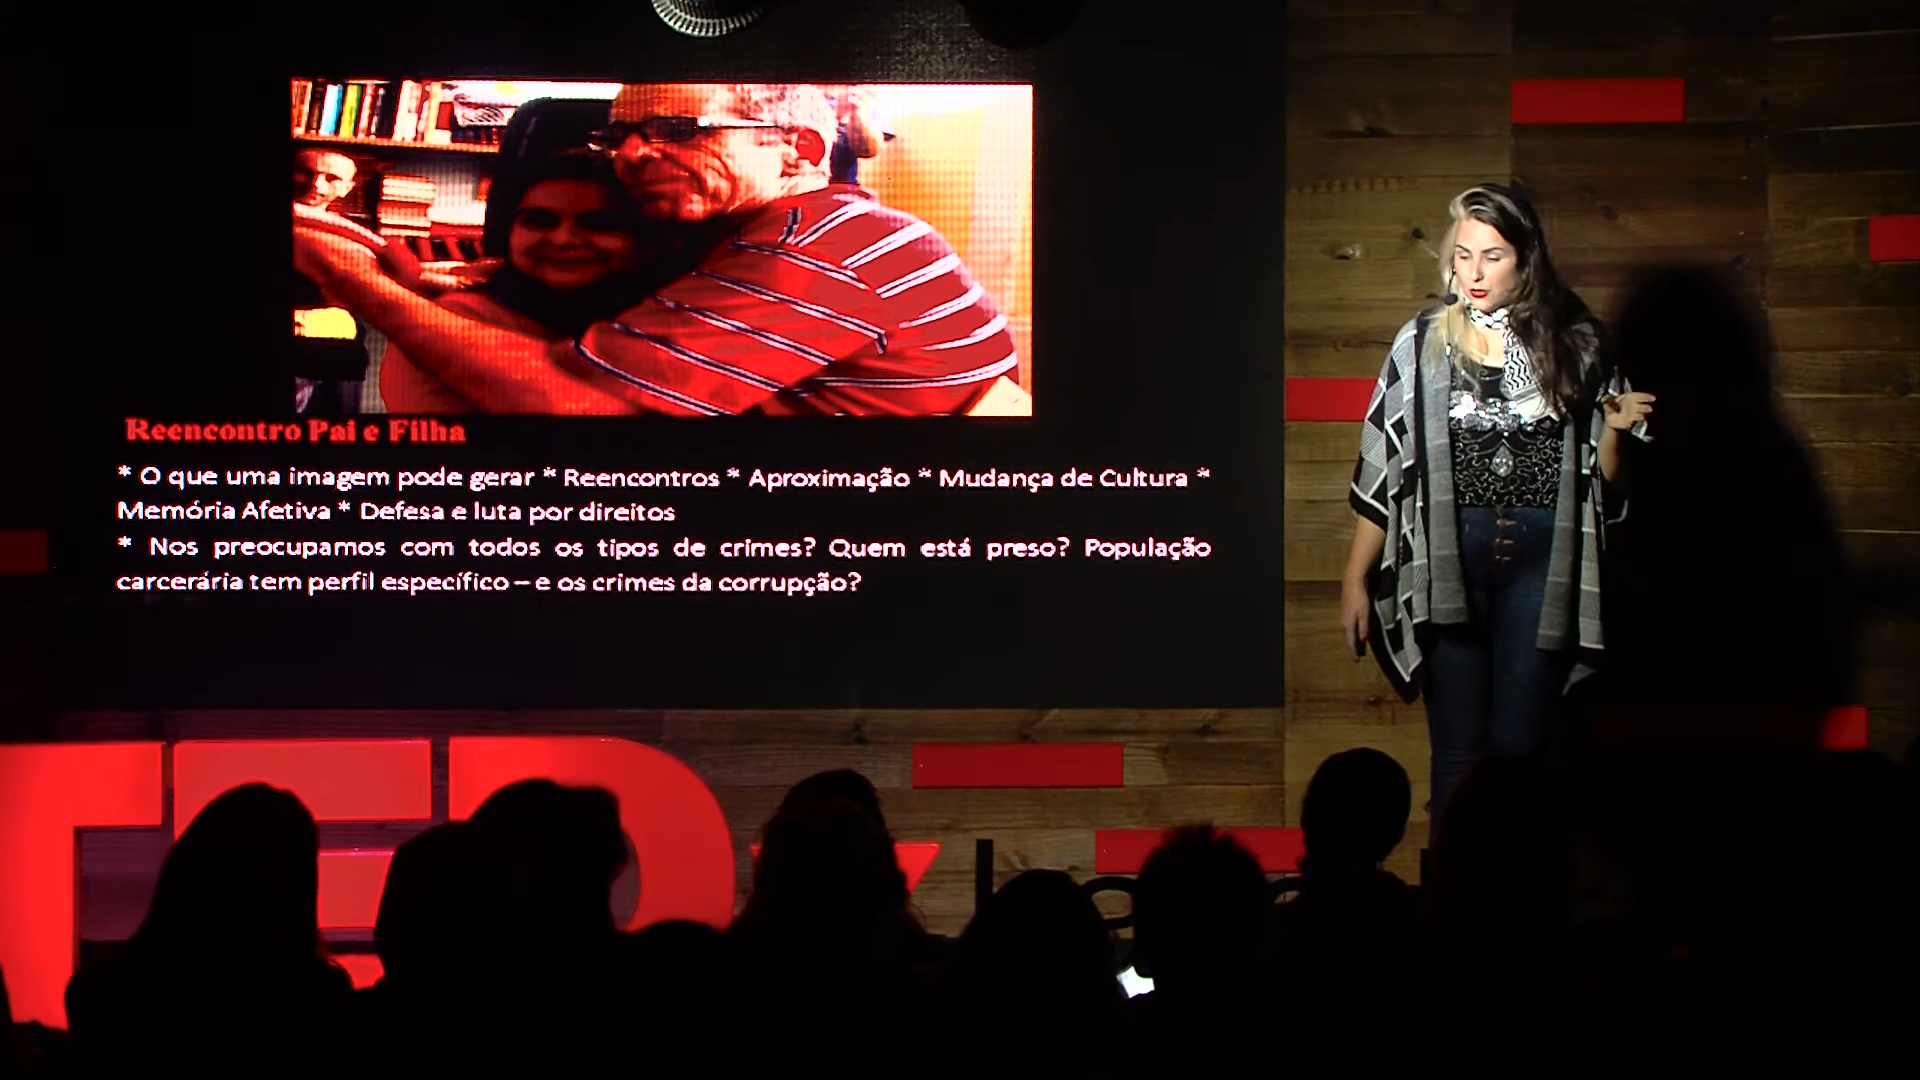 Reencontro Pai e Filha
* O que uma imagem pode gerar * Reencontros * Aproximação * Mudança de Cultura *
Memória Afetiva * Defesa e luta por direitos
* Nos preocupamos com todos os tipos de crimes? Quem está preso? População
carcerária tem perfil específico – e os crimes da corrupção?
TEDx